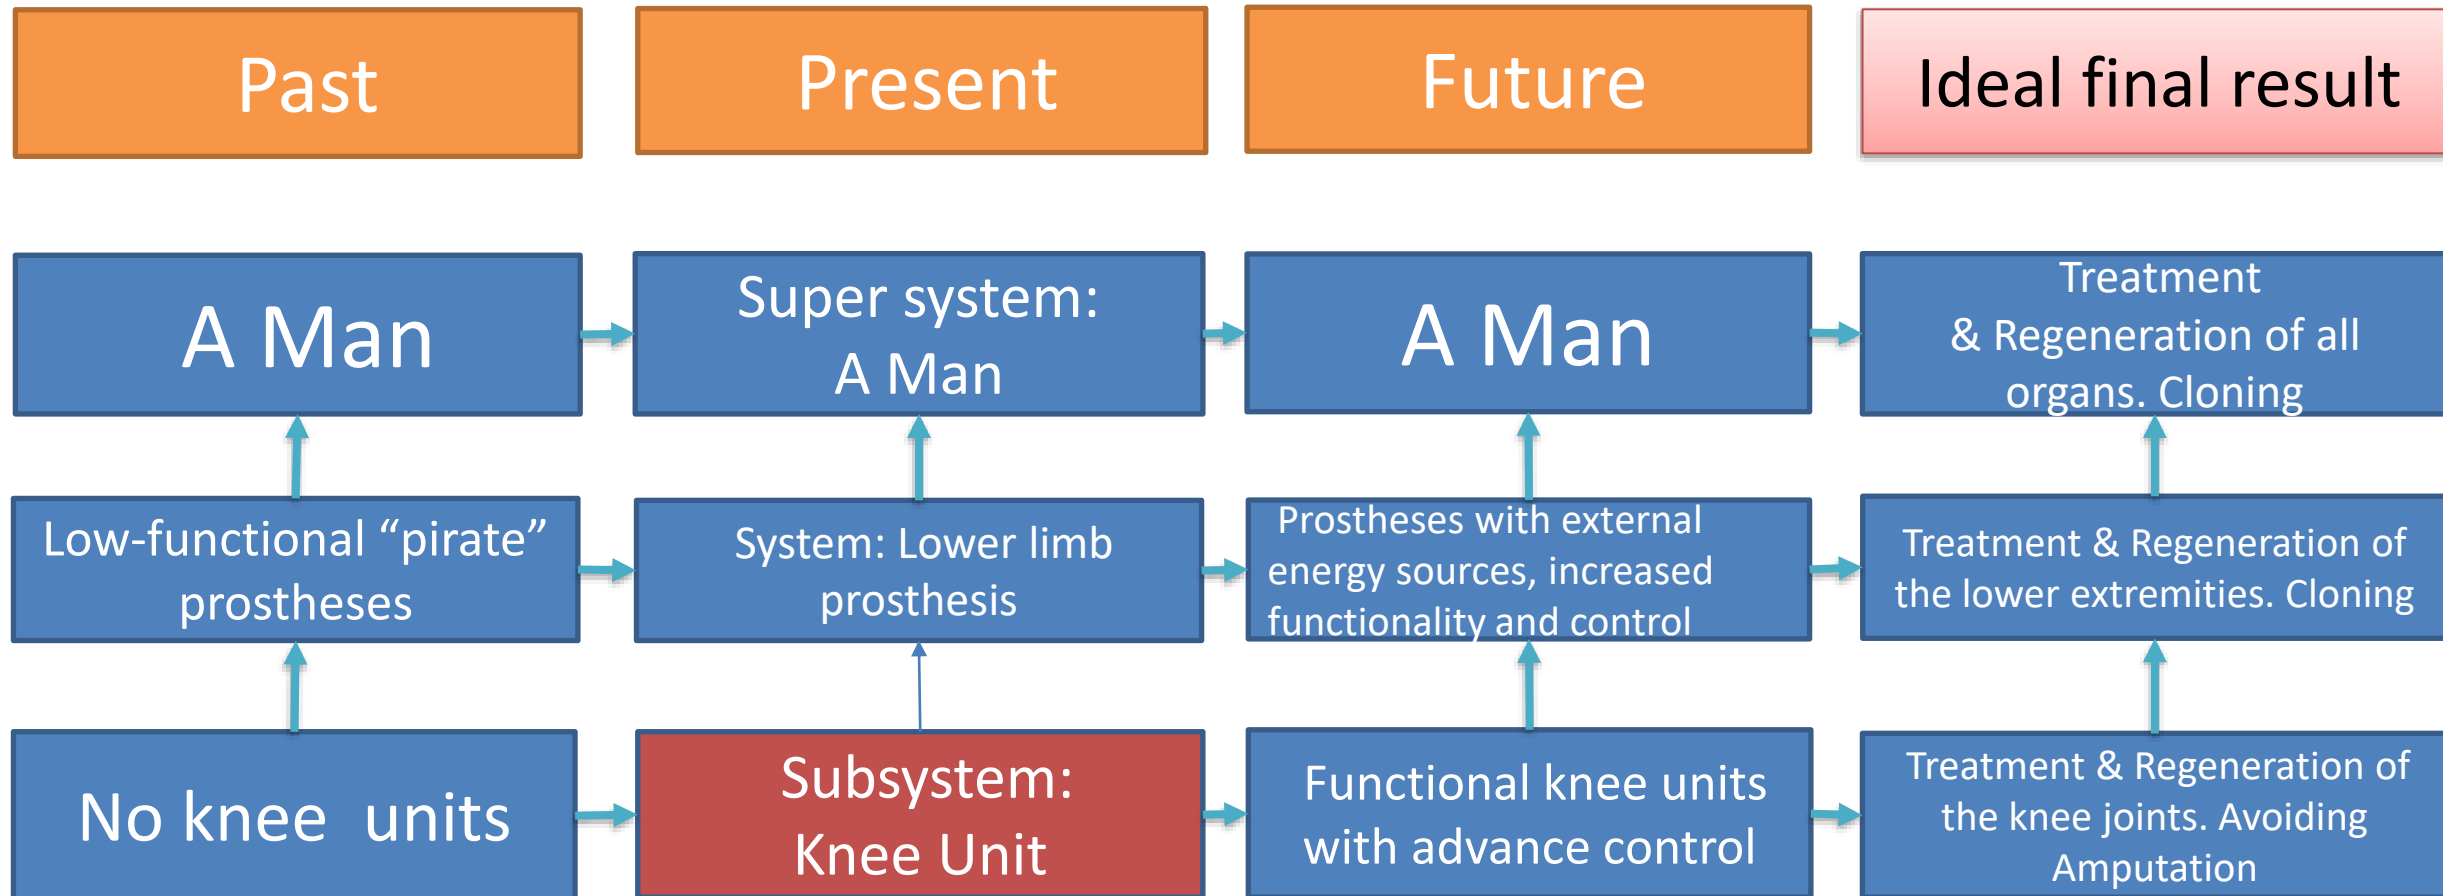 Past
Present
Future
Ideal final result
A Man
Super system:
A Man
A Man
Treatment
& Regeneration of all
organs. Cloning
Low-functional “pirate”
prostheses
System: Lower limb
prosthesis
Prostheses with external
energy sources, increased
functionality and control
Treatment & Regeneration of
the lower extremities. Cloning
No knee  units
Subsystem:
Knee Unit
Functional knee units
with advance control
Treatment & Regeneration of
the knee joints. Avoiding
Amputation